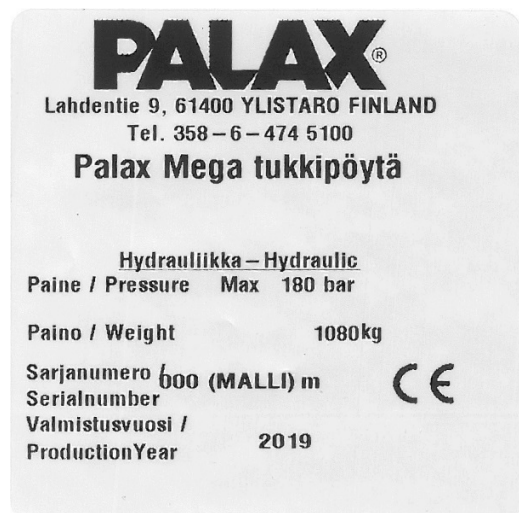 PALAX®
Lahdentie 9, 61400 YLISTARO FINLAND
Tel. 358-6-474 5100
Palax Mega tukkipöytä
Hydrauliikka-Hydraulic
Paine / Pressure Max 180 bar
Paino / Weight 1080kg
Sarjanumero / 000 (MALLI) m
Serialnumber
CE
Valmistusvuosi /
ProductionYear 2019